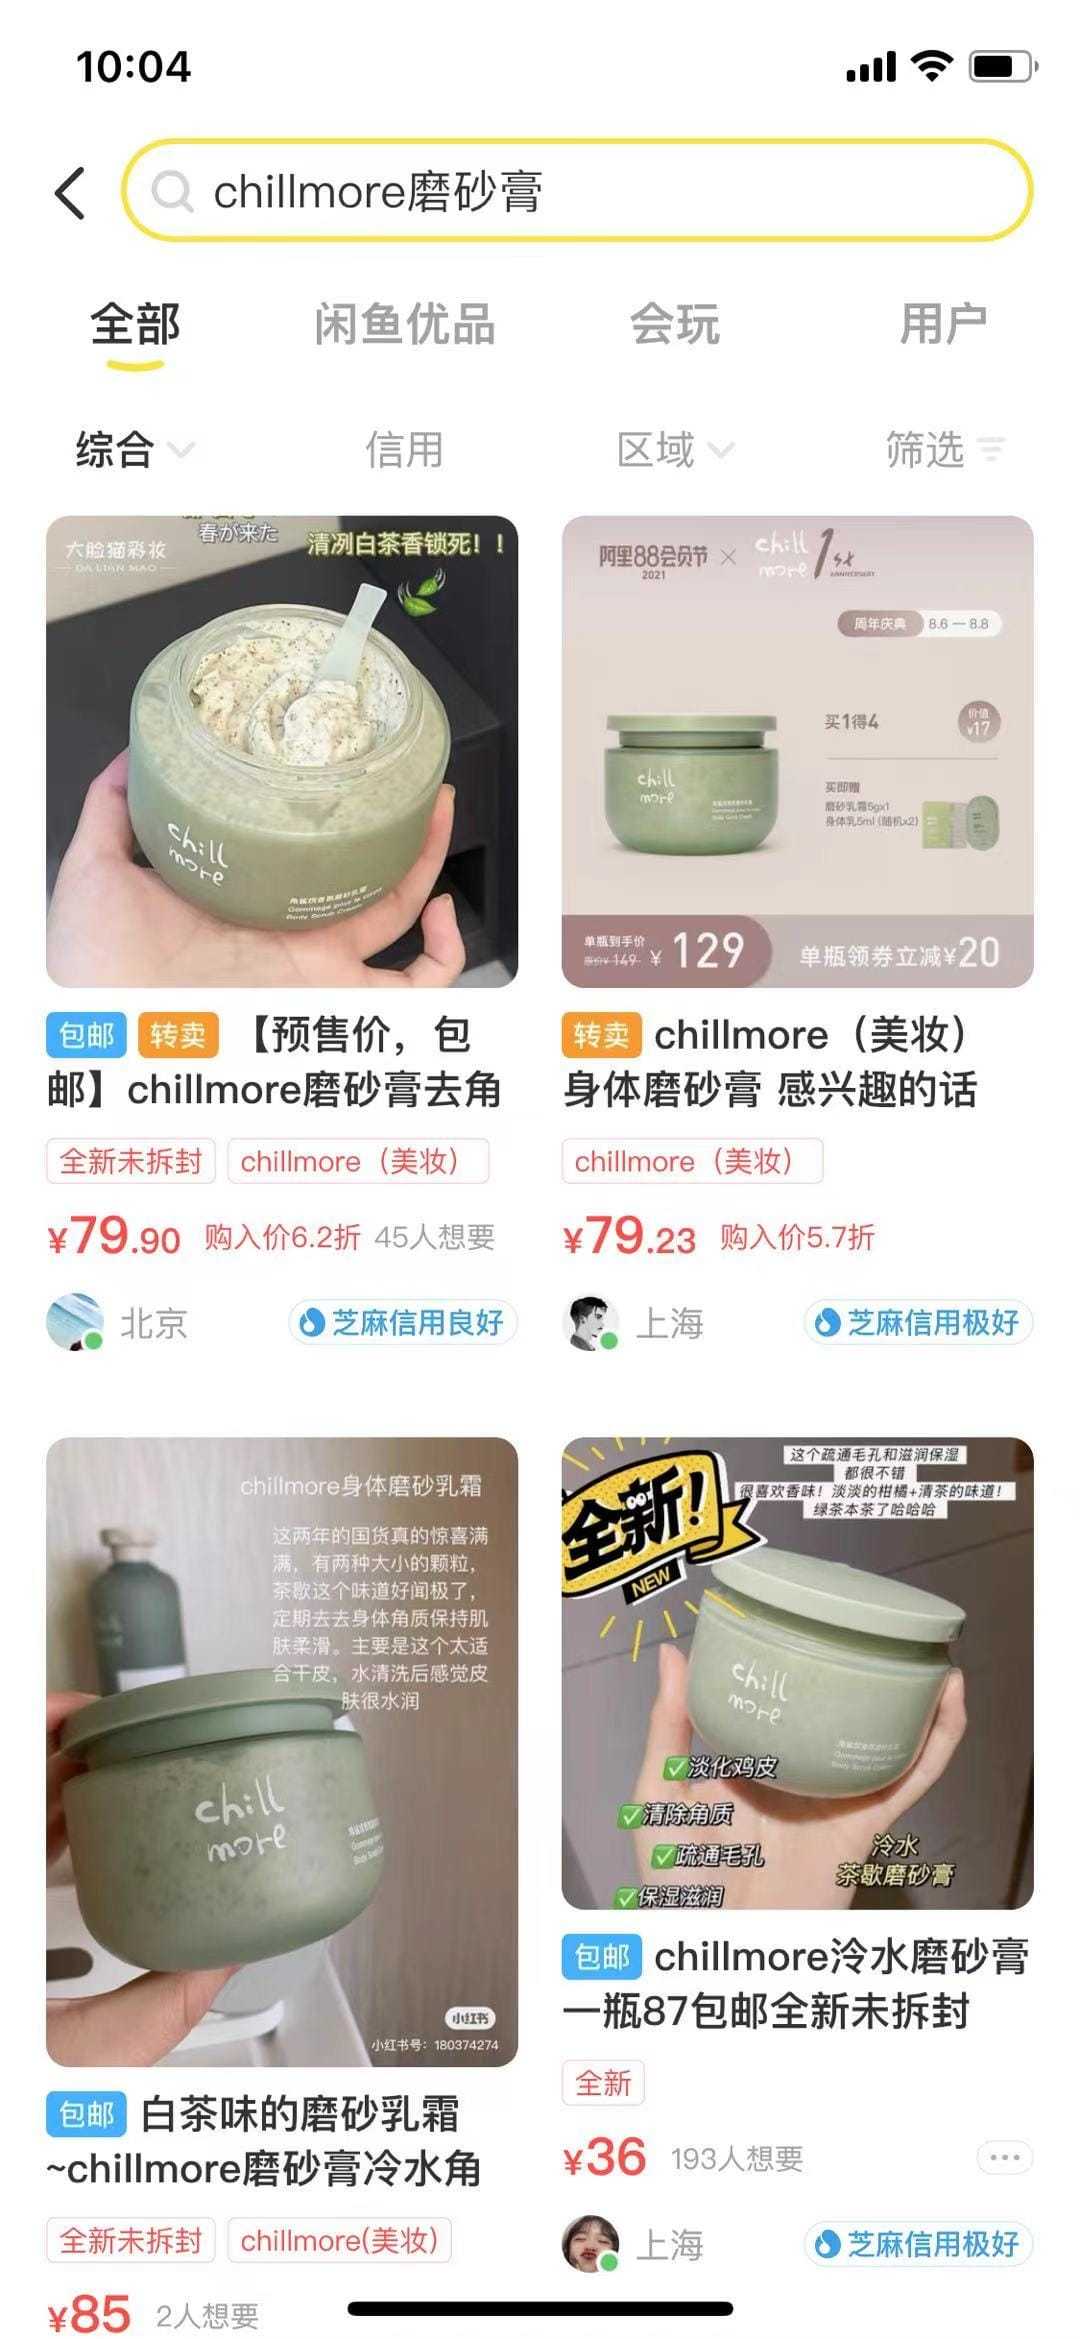 10:04
chillmore磨砂膏
全部
闲鱼优品
会玩
用户
综合
信用
区域
筛选
大脸猫彩妆
DA LIAN MAO
春が来た
清冽白茶香锁死！！
chill
more
Gommage pour le corps
Body Scrub Cream
阿里88会员节
2021
×
chill
more
1st
ANNIVERSARY
周年庆典
8.6 — 8.8
买1得4
价值
¥17
买即赠
磨砂乳霜5gx1
身体乳5ml (随机x2)
chill
more
单瓶到手价
¥149
¥ 129
单瓶领券立减¥20
包邮 转卖 【预售价，包
邮】chillmore磨砂膏去角
全新未拆封
chillmore（美妆）
¥79.90 购入价6.2折 45人想要
北京
芝麻信用良好
转卖 chillmore（美妆）
身体磨砂膏 感兴趣的话
chillmore（美妆）
¥79.23 购入价5.7折
上海
芝麻信用极好
chillmore身体磨砂乳霜
这两年的国货真的惊喜满
满，有两种大小的颗粒，
茶歇这个味道好闻极了，
定期去去身体角质保持肌
肤柔滑。主要是这个太适
合干皮，水清洗后感觉皮
肤很水润
chill
more
小红书
小红书号：180374274
包邮 白茶味的磨砂乳霜
~chillmore磨砂膏冷水角
全新未拆封
chillmore(美妆)
¥85 2人想要
全新!
NEW
这个疏通毛孔和滋润保湿
都很不错
很喜欢香味！淡淡的柑橘+清茶的味道！
绿茶本茶了哈哈哈
chill
more
淡化鸡皮
清除角质
疏通毛孔
保湿滋润
泠水
茶歇磨砂膏
包邮 chillmore泠水磨砂膏
一瓶87包邮全新未拆封
全新
¥36 193人想要
上海
芝麻信用极好